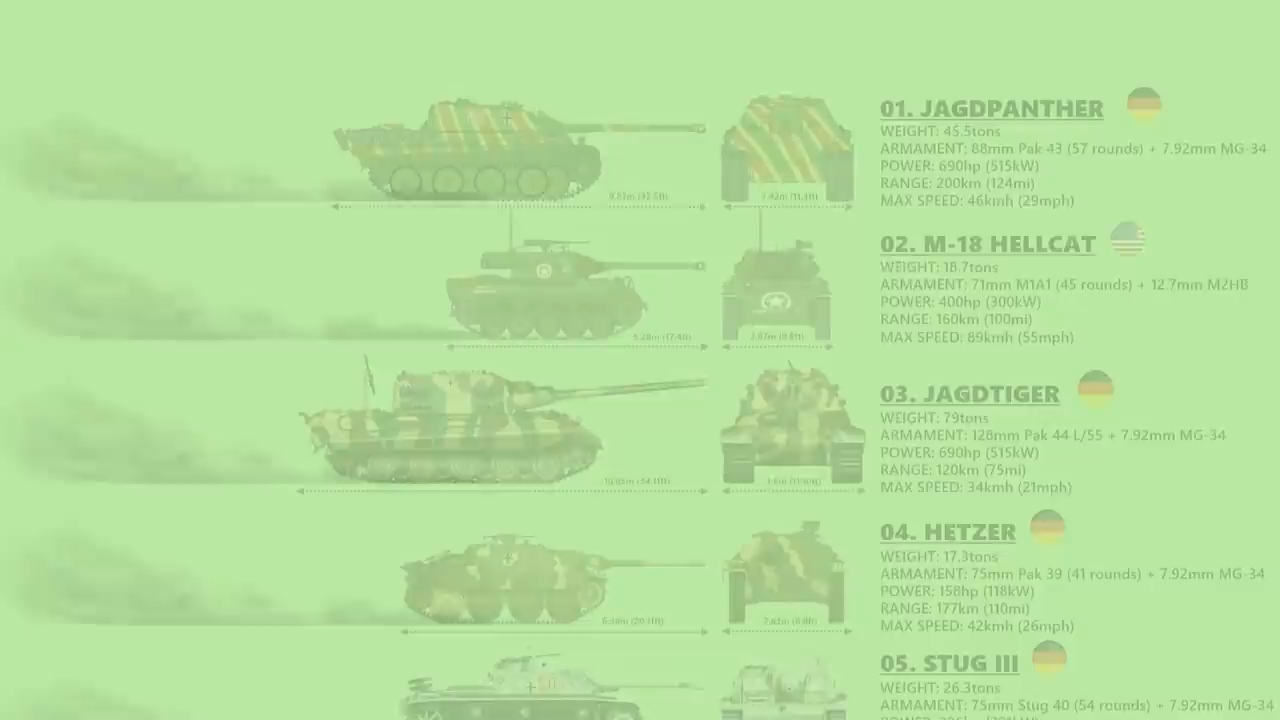 01. JAGDPANTHER
WEIGHT: 45.5tons
ARMAMENT: 88mm Pak 43 (57 rounds) + 7.92mm MG-34
POWER: 690hp (515kW)
RANGE: 200km (124mi)
MAX SPEED: 46kmh (29mph)
02. M-18 HELLCAT
WEIGHT: 18.7tons
ARMAMENT: 71mm M1A1 (45 rounds) + 12.7mm M2HB
POWER: 400hp (300kW)
RANGE: 160km (100mi)
MAX SPEED: 89kmh (55mph)
03. JAGDTIGER
WEIGHT: 79tons
ARMAMENT: 128mm Pak 44 L/55 + 7.92mm MG-34
POWER: 690hp (515kW)
RANGE: 120km (75mi)
MAX SPEED: 34kmh (21mph)
04. HETZER
WEIGHT: 17.3tons
ARMAMENT: 75mm Pak 39 (41 rounds) + 7.92mm MG-34
POWER: 158hp (118kW)
RANGE: 177km (110mi)
MAX SPEED: 42kmh (26mph)
05. STUG III
WEIGHT: 26.3tons
ARMAMENT: 75mm Stug 40 (54 rounds) + 7.92mm MG-34